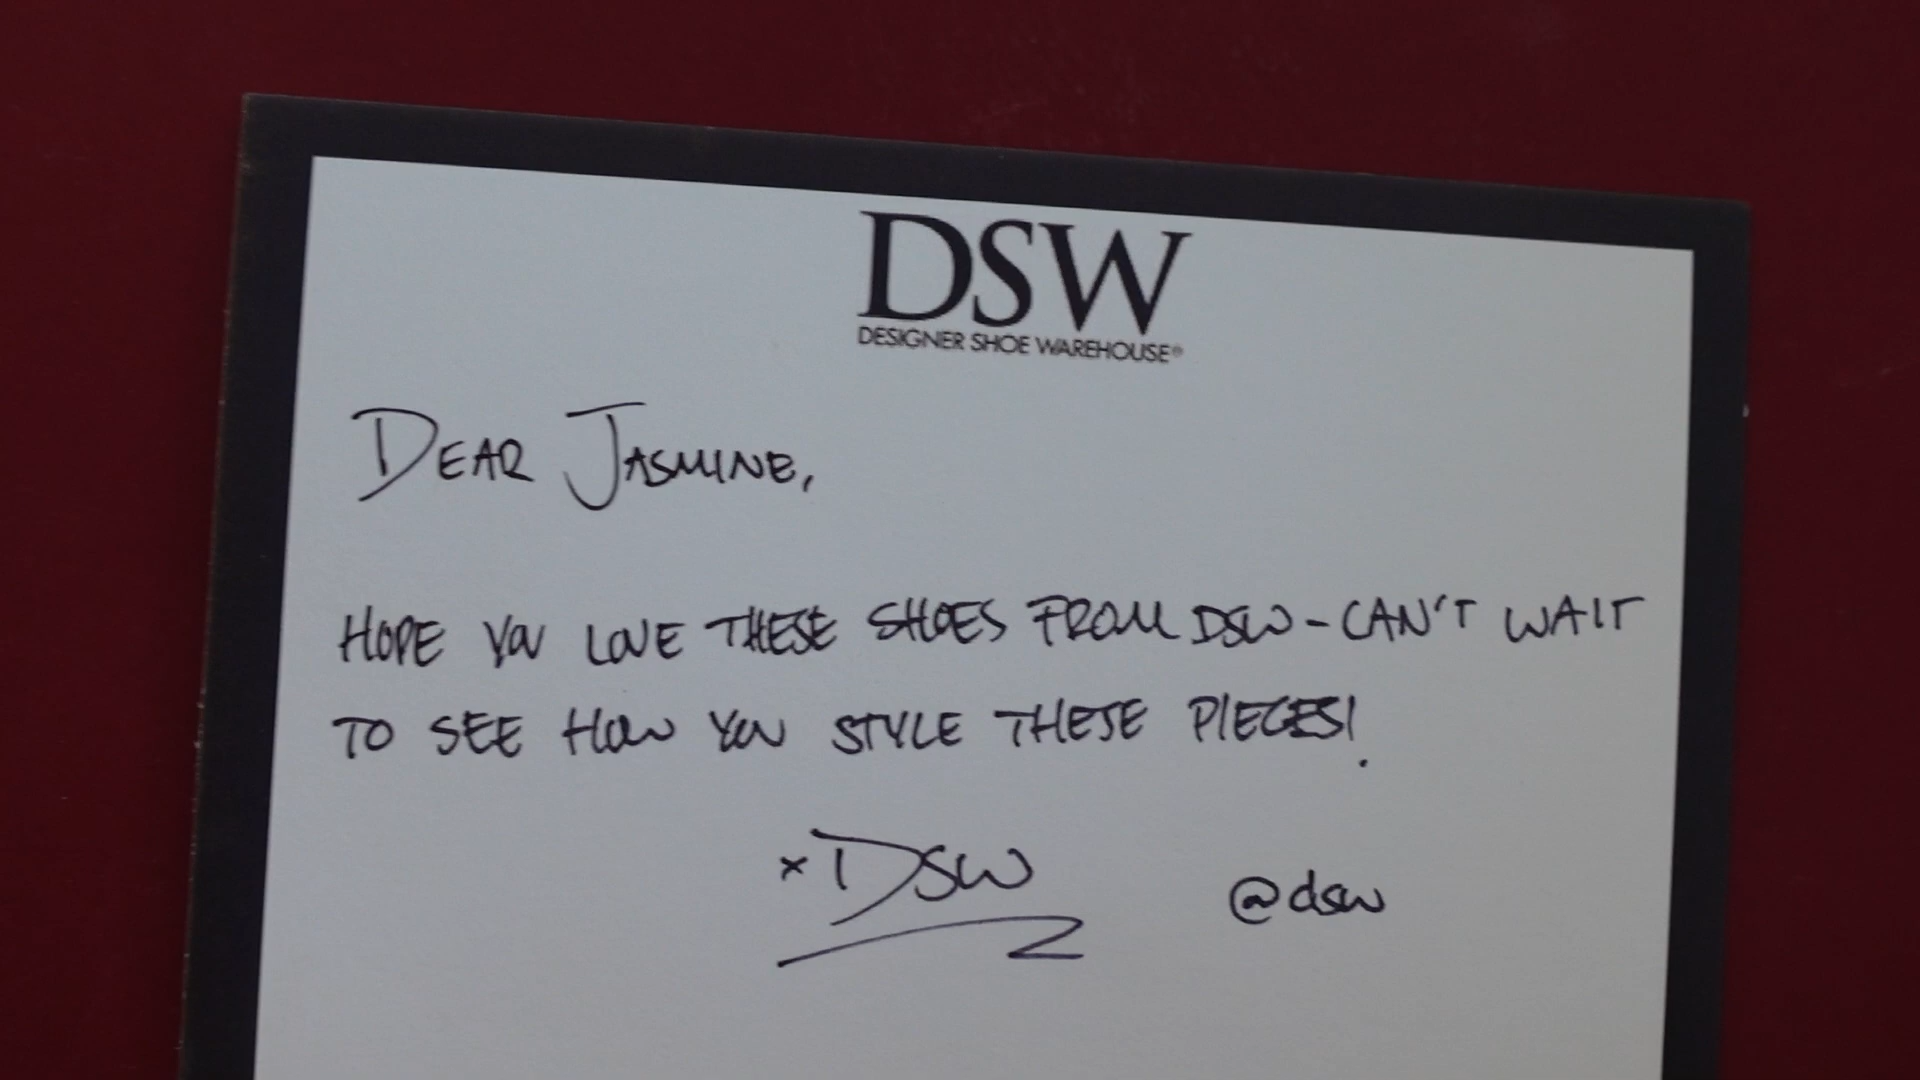 DSW
DESIGNER SHOE WAREHOUSE®
DEAR JASMINE,
HOPE YOU LOVE THESE SHOES FROM DSW - CAN'T WAIT
TO SEE HOW YOU STYLE THESE PIECES!
x DSW
@dsw